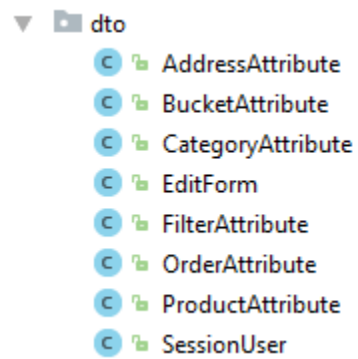 dto
C AddressAttribute
C BucketAttribute
C CategoryAttribute
C EditForm
C FilterAttribute
C OrderAttribute
C ProductAttribute
C SessionUser